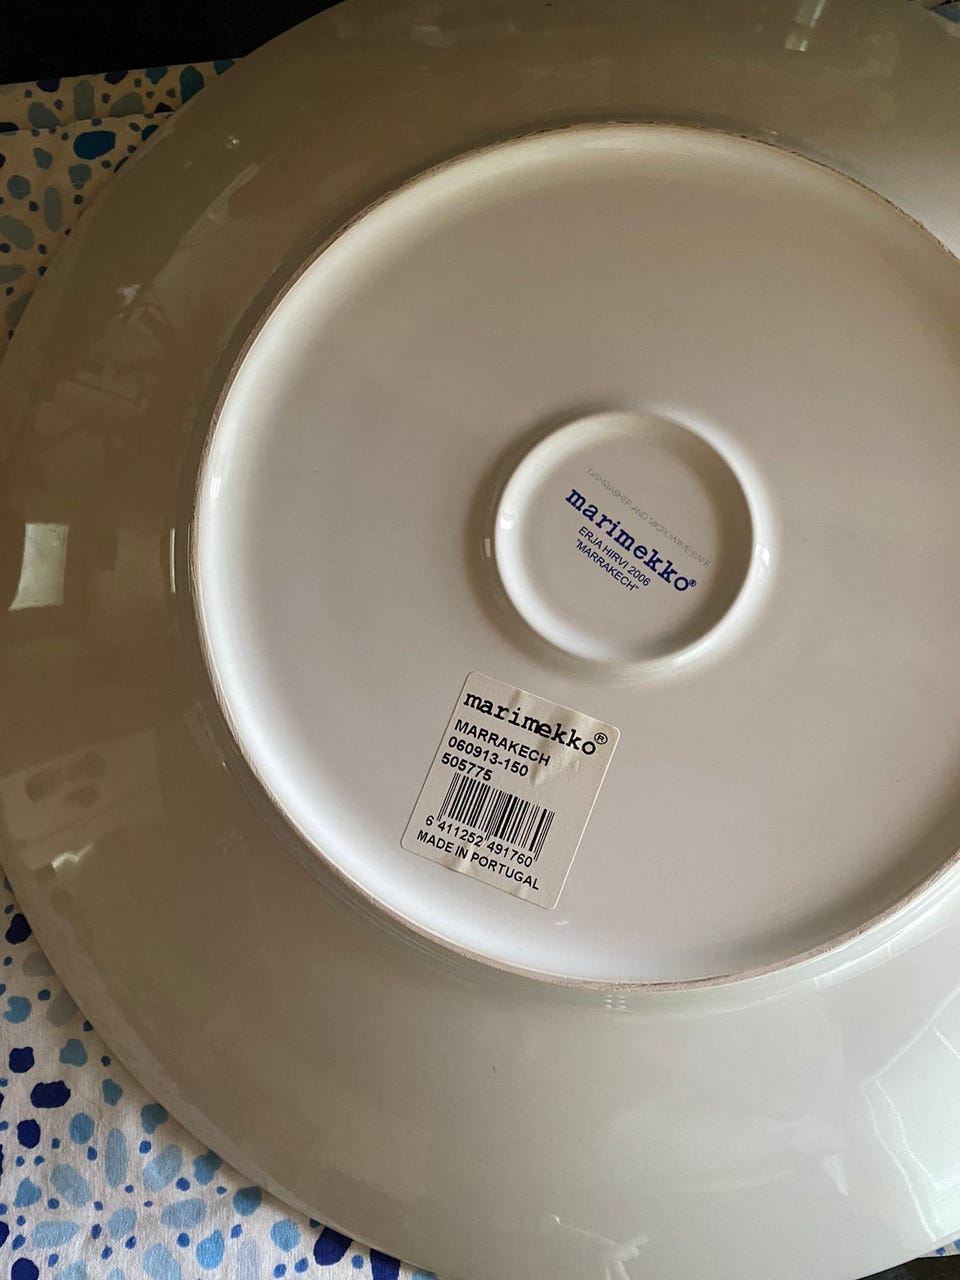 DISHWASHER AND MICROWAVE SAFE
marimekko®
ERJA HIRVI 2006
"MARRAKECH"
marimekko®
MARRAKECH
060913-150
505775
6 411252 491760
MADE IN PORTUGAL